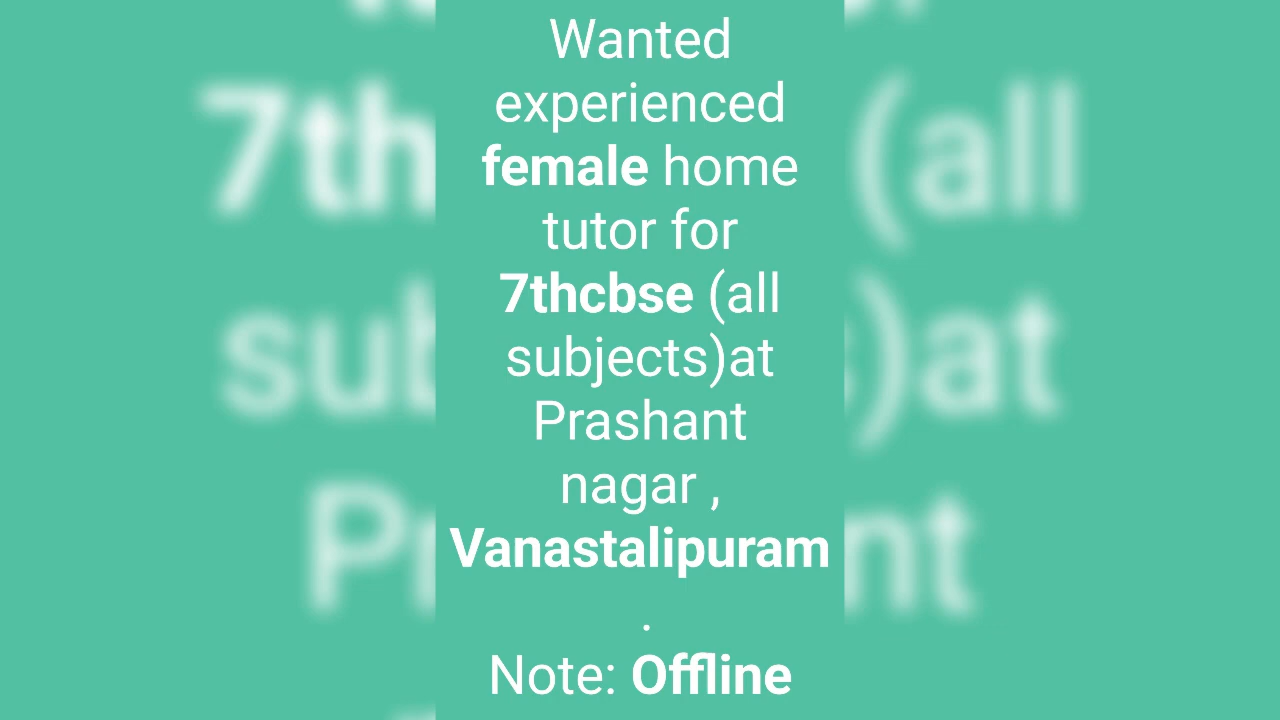 Wanted
experienced
female home
tutor for
7thcbse (all
subjects)at
Prashant
nagar ,
Vanastalipuram
.
Note: Offline